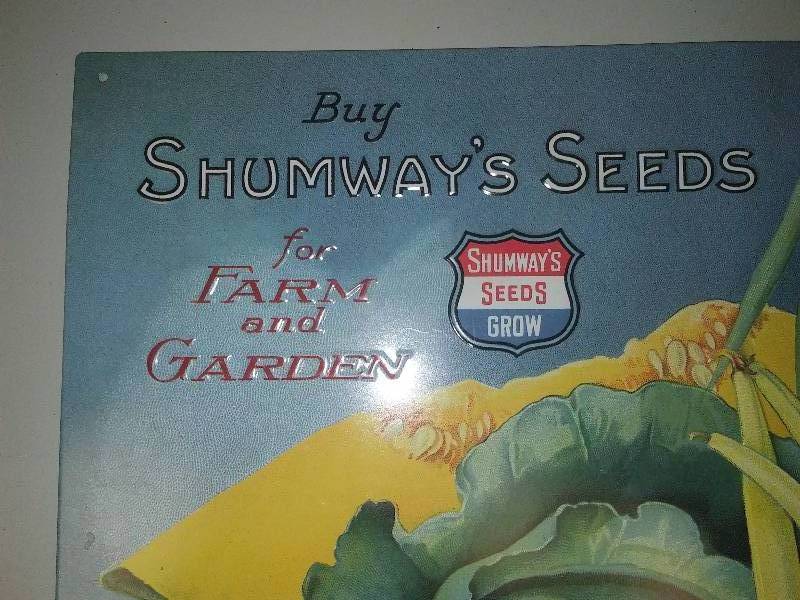 Buy
SHUMWAY'S SEEDS
for
FARM
and
GARDEN
SHUMWAY'S
SEEDS
GROW